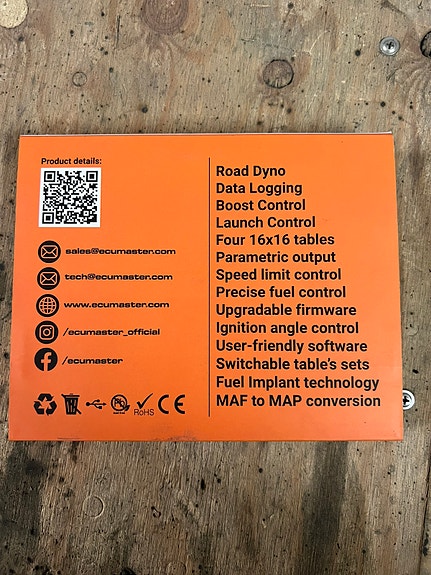 Product details:
sales@ecumaster.com
tech@ecumaster.com
www.ecumaster.com
/ecumaster_official
/ecumaster
RoHS
Road Dyno
Data Logging
Boost Control
Launch Control
Four 16x16 tables
Parametric output
Speed limit control
Precise fuel control
Upgradable firmware
Ignition angle control
User-friendly software
Switchable table's sets
Fuel Implant technology
MAF to MAP conversion